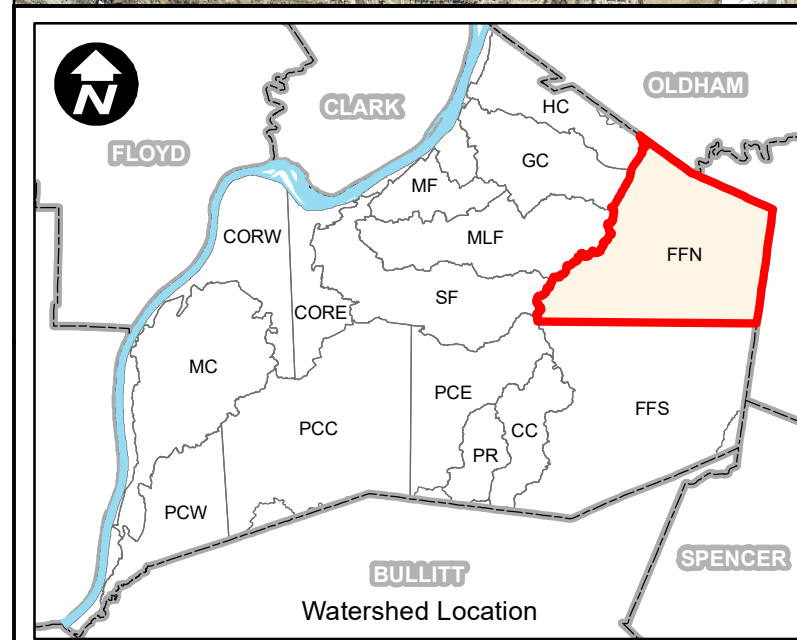 N
OLDHAM
CLARK
FLOYD
HC
GC
MF
MLF
FFN
CORW
CORE
SF
MC
PCE
FFS
PCC
CC
PR
PCW
SPENCER
BULLITT
Watershed Location